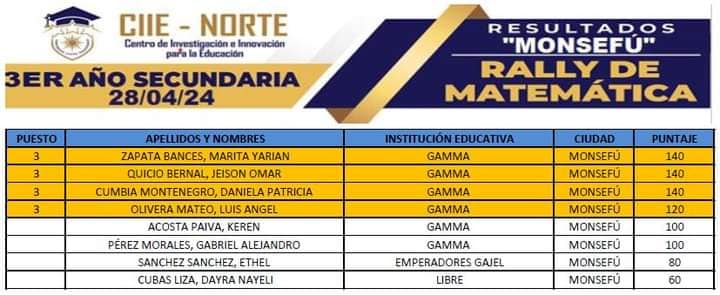 CIIE - NORTE
Centro de Investigación e Innovación
para la Educación
3ER AÑO SECUNDARIA
28/04/24
RESULTADOS
"MONSEFÚ"
RALLY DE
MATEMÁTICA
PUESTO APELLIDOS Y NOMBRES INSTITUCIÓN EDUCATIVA CIUDAD PUNTAJE
3 ZAPATA BANCES, MARITA YARIAN GAMMA MONSEFÚ 140
3 QUICIO BERNAL, JEISON OMAR GAMMA MONSEFÚ 140
3 CUMBIA MONTENEGRO, DANIELA PATRICIA GAMMA MONSEFÚ 140
3 OLIVERA MATEO, LUIS ANGEL GAMMA MONSEFÚ 120
ACOSTA PAIVA, KEREN GAMMA MONSEFÚ 100
PÉREZ MORALES, GABRIEL ALEJANDRO GAMMA MONSEFÚ 100
SANCHEZ SANCHEZ, ETHEL EMPERADORES GAJEL MONSEFÚ 80
CUBAS LIZA, DAYRA NAYELI LIBRE MONSEFÚ 60